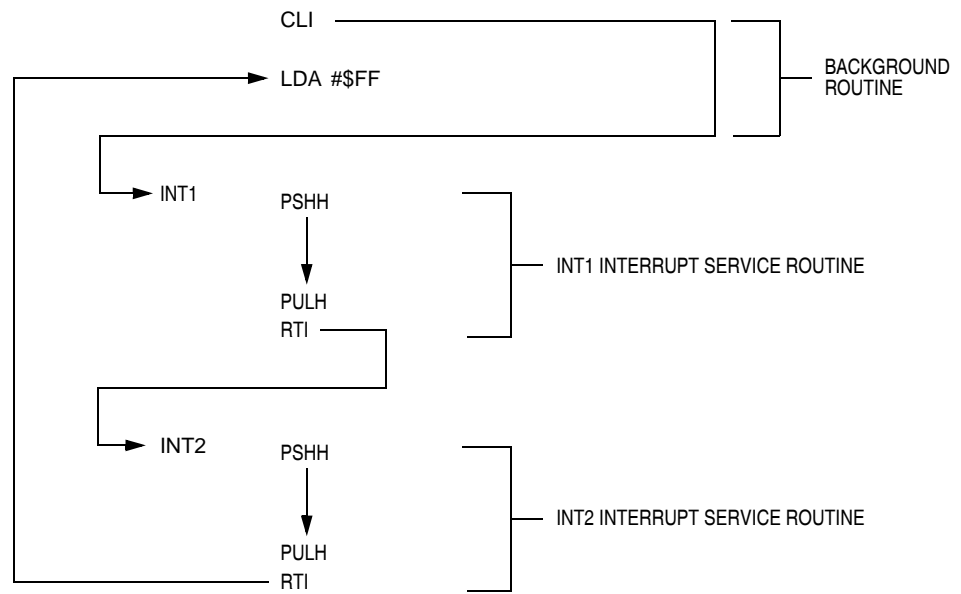 CLI
LDA #$FF
BACKGROUND
ROUTINE
INT1
PSHH
INT1 INTERRUPT SERVICE ROUTINE
PULH
RTI
INT2
PSHH
INT2 INTERRUPT SERVICE ROUTINE
PULH
RTI